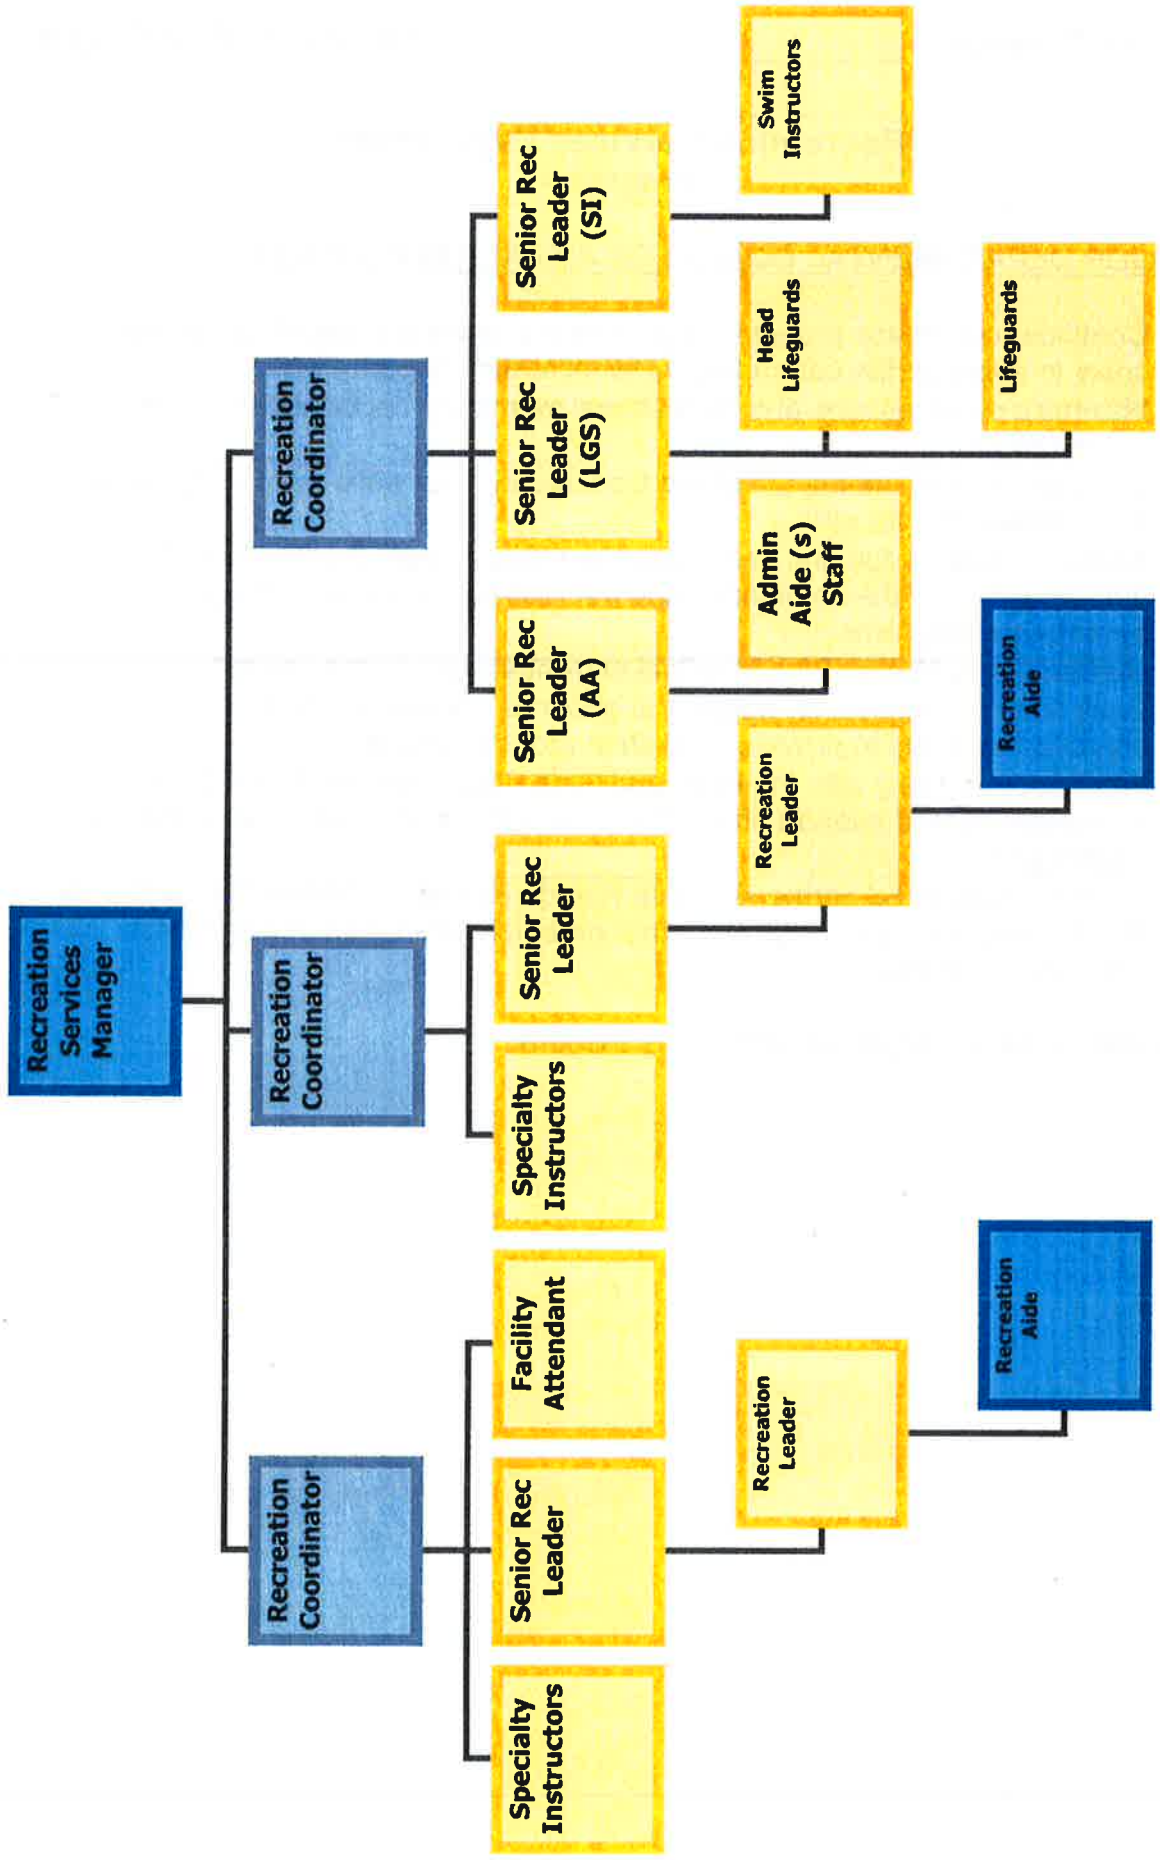 Recreation
Services
Manager
Recreation
Coordinator
Recreation
Coordinator
Recreation
Coordinator
Specialty
Instructors
Senior Rec
Leader
Facility
Attendant
Specialty
Instructors
Senior Rec
Leader
Senior Rec
Leader
(AA)
Senior Rec
Leader
(LGS)
Senior Rec
Leader
(SI)
Recreation
Leader
Recreation
Leader
Admin
Aide (s)
Staff
Head
Lifeguards
Swim
Instructors
Recreation
Aide
Recreation
Aide
Lifeguards